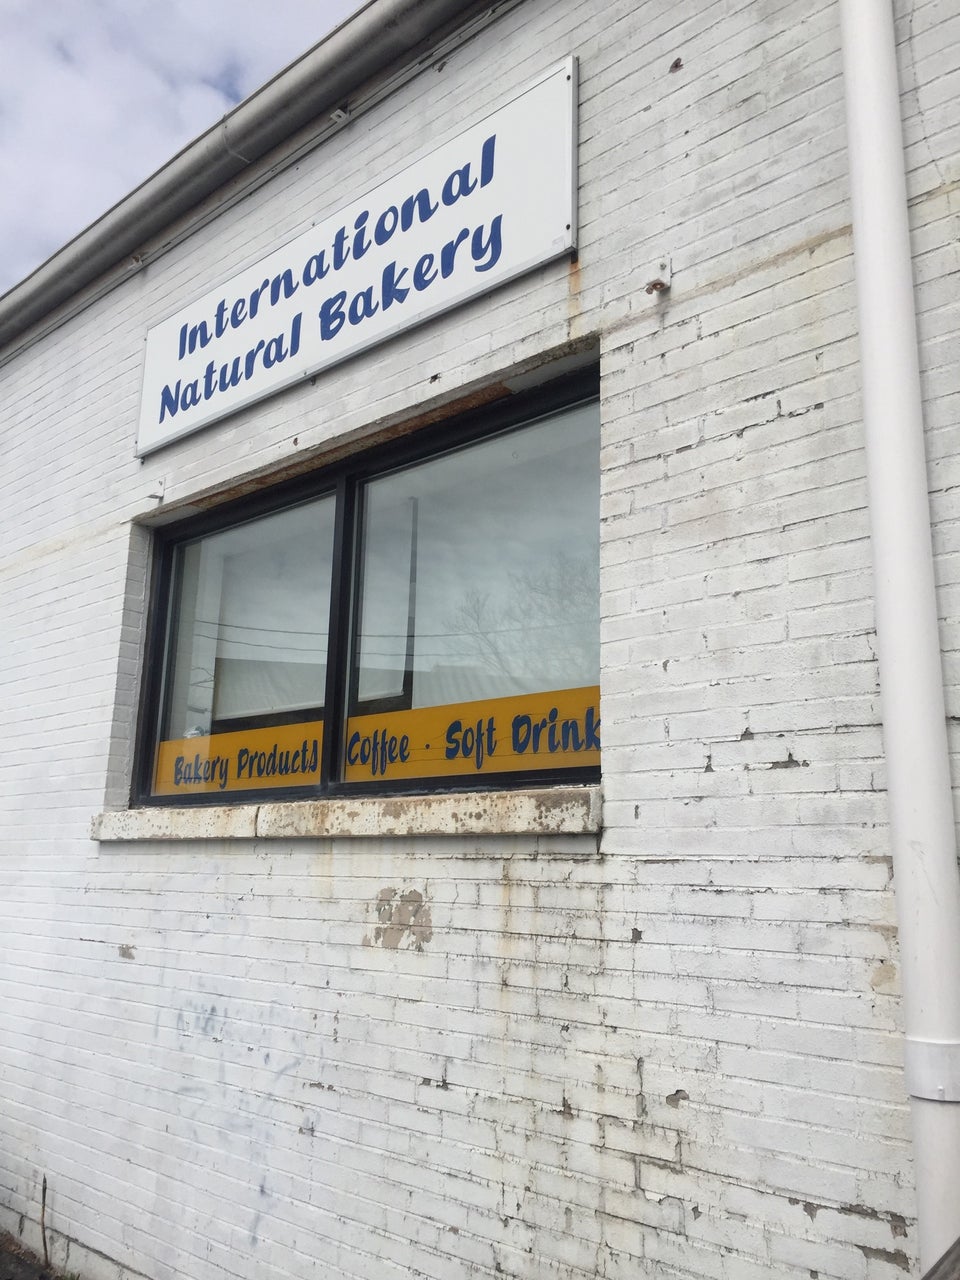 International
Natural Bakery
Bakery Products Coffee · Soft Drink